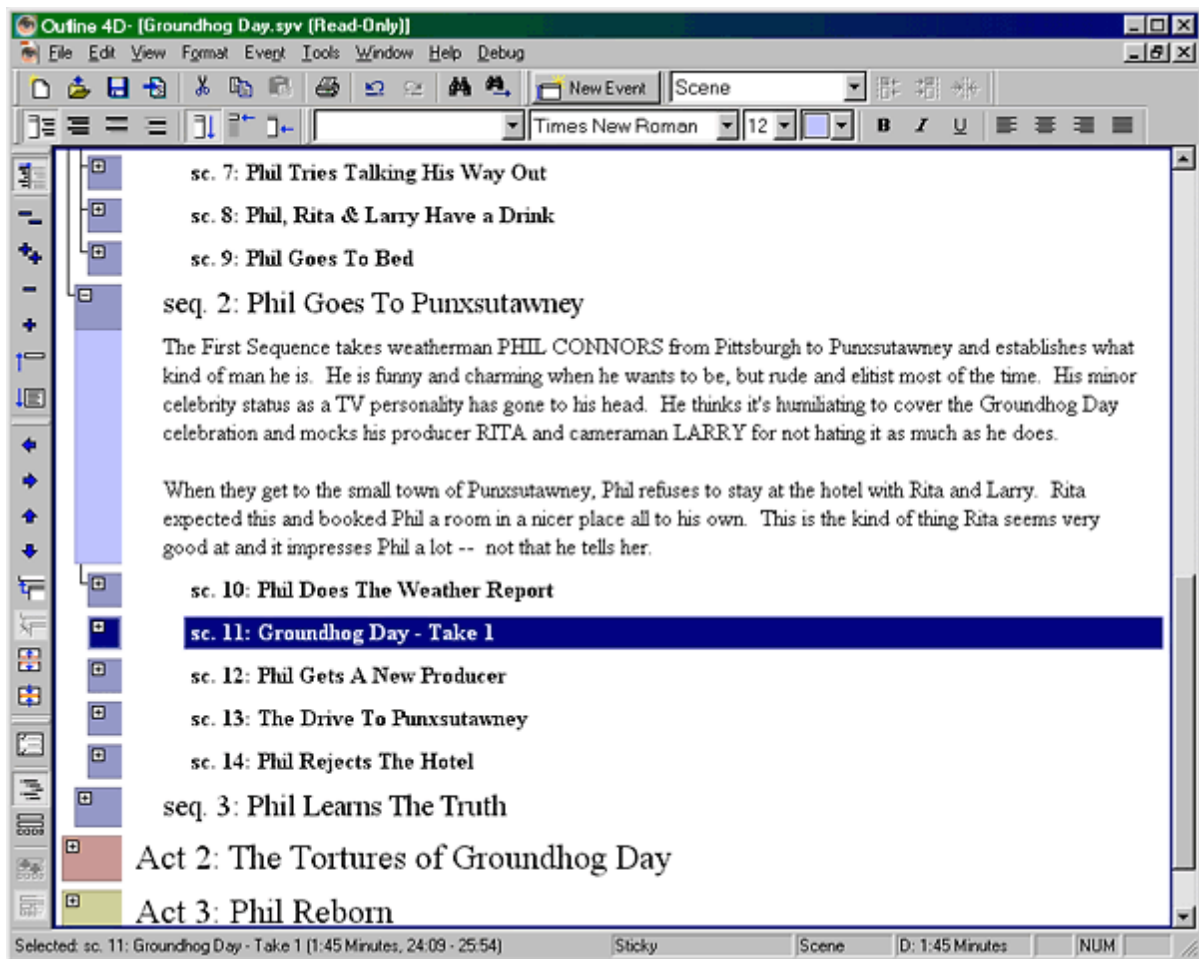 Outline 4D- [Groundhog Day.syv (Read-Only)]
File Edit View Format Event Tools Window Help Debug
New Event Scene
Times New Roman 12 B I U
sc. 7: Phil Tries Talking His Way Out
sc. 8: Phil, Rita & Larry Have a Drink
sc. 9: Phil Goes To Bed
seq. 2: Phil Goes To Punxsutawney
The First Sequence takes weatherman PHIL CONNORS from Pittsburgh to Punxsutawney and establishes what
kind of man he is. He is funny and charming when he wants to be, but rude and elitist most of the time. His minor
celebrity status as a TV personality has gone to his head. He thinks it's humiliating to cover the Groundhog Day
celebration and mocks his producer RITA and cameraman LARRY for not hating it as much as he does.
When they get to the small town of Punxsutawney, Phil refuses to stay at the hotel with Rita and Larry. Rita
expected this and booked Phil a room in a nicer place all to his own. This is the kind of thing Rita seems very
good at and it impresses Phil a lot -- not that he tells her.
sc. 10: Phil Does The Weather Report
sc. 11: Groundhog Day - Take 1
sc. 12: Phil Gets A New Producer
sc. 13: The Drive To Punxsutawney
sc. 14: Phil Rejects The Hotel
seq. 3: Phil Learns The Truth
Act 2: The Tortures of Groundhog Day
Act 3: Phil Reborn
Selected: sc. 11: Groundhog Day - Take 1 (1:45 Minutes, 24:09 - 25:54) Sticky Scene D: 1:45 Minutes NUM